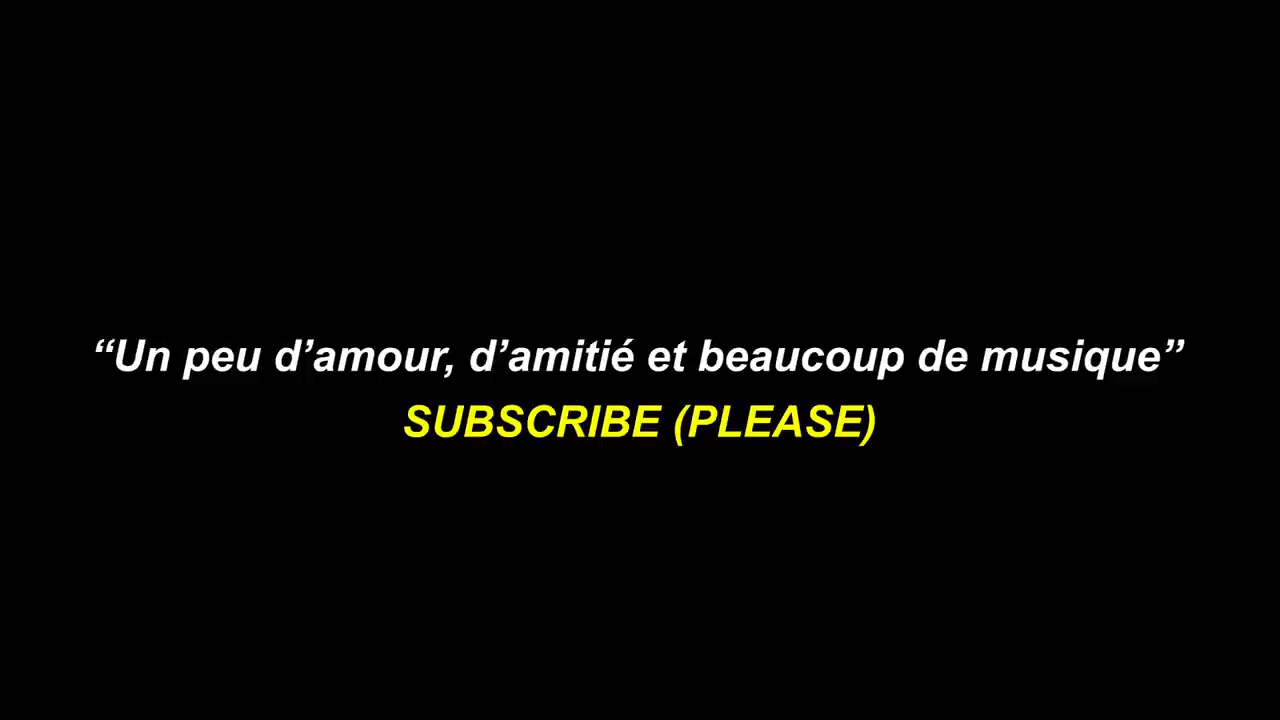 “Un peu d’amour, d’amitié et beaucoup de musique”
SUBSCRIBE (PLEASE)